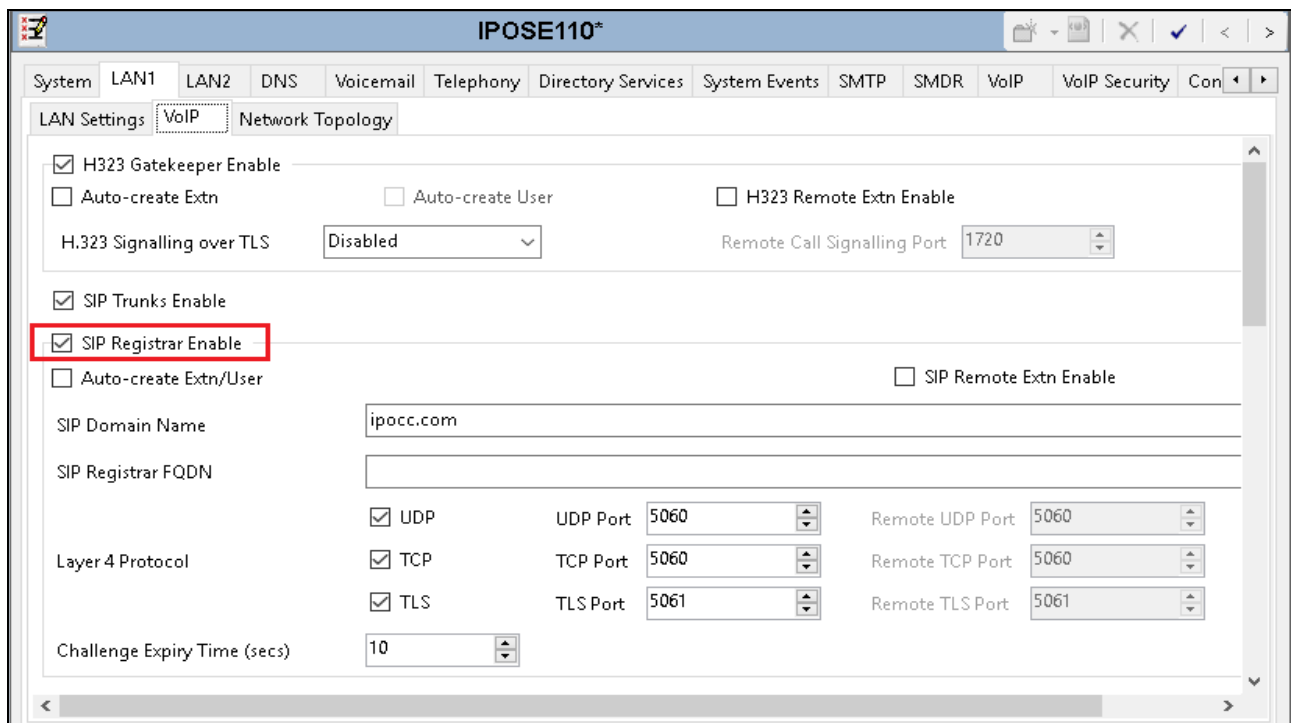 IPOSE110*
System LAN1 LAN2 DNS Voicemail Telephony Directory Services System Events SMTP SMDR VoIP VoIP Security Con
LAN Settings VoIP Network Topology
H323 Gatekeeper Enable
Auto-create Extn Auto-create User H323 Remote Extn Enable
H.323 Signalling over TLS Disabled Remote Call Signalling Port 1720
SIP Trunks Enable
SIP Registrar Enable
Auto-create Extn/User SIP Remote Extn Enable
SIP Domain Name ipocc.com
SIP Registrar FQDN
UDP UDP Port 5060 Remote UDP Port 5060
Layer 4 Protocol TCP TCP Port 5060 Remote TCP Port 5060
TLS TLS Port 5061 Remote TLS Port 5061
Challenge Expiry Time (secs) 10